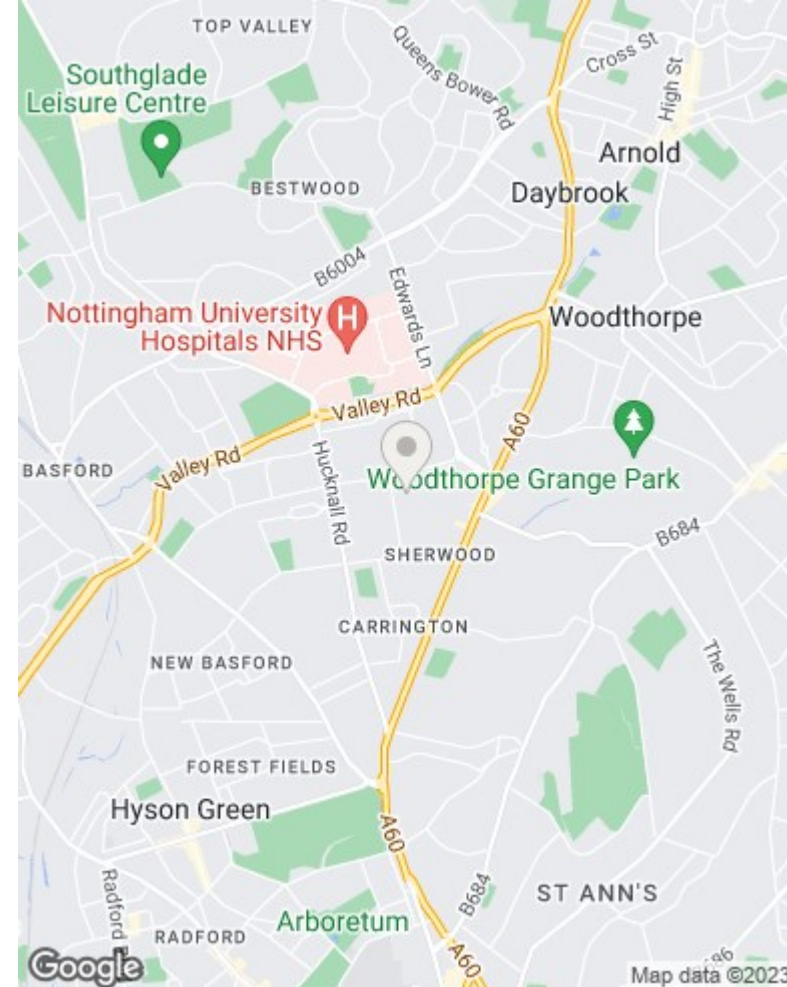 TOP VALLEY
Queens Bower Rd
Cross St
High St
Southglade
Leisure Centre
Arnold
BESTWOOD
Daybrook
B6004
Edwards Ln
Nottingham University
Hospitals NHS
H
Woodthorpe
Valley Rd
A60
BASFORD
Valley Rd
Hucknall Rd
Woodthorpe Grange Park
B684
SHERWOOD
CARRINGTON
NEW BASFORD
The Wells Rd
FOREST FIELDS
Hyson Green
A60
Radford
B684
ST ANN'S
Arboretum
RADFORD
A60
Google
Map data ©2023